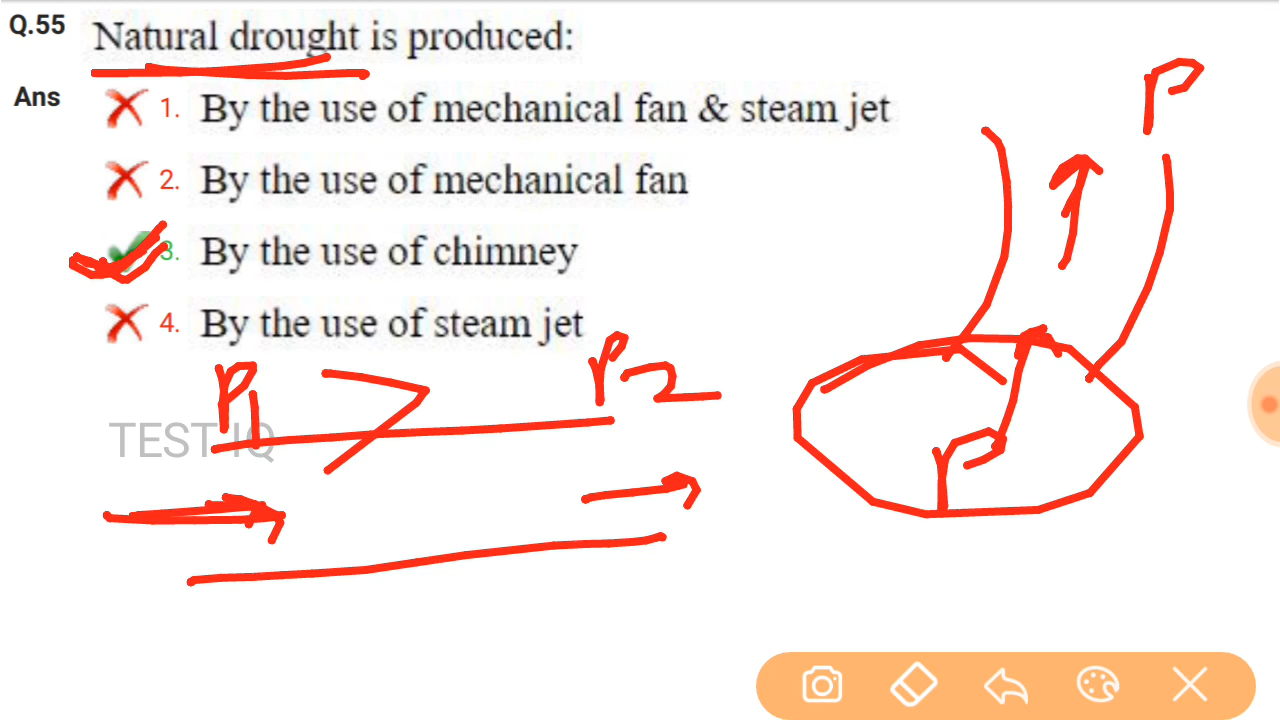 Q.55 Natural drought is produced:
Ans 1. By the use of mechanical fan & steam jet
2. By the use of mechanical fan
3. By the use of chimney
4. By the use of steam jet
P1 > P2
TEST IQ
P
P